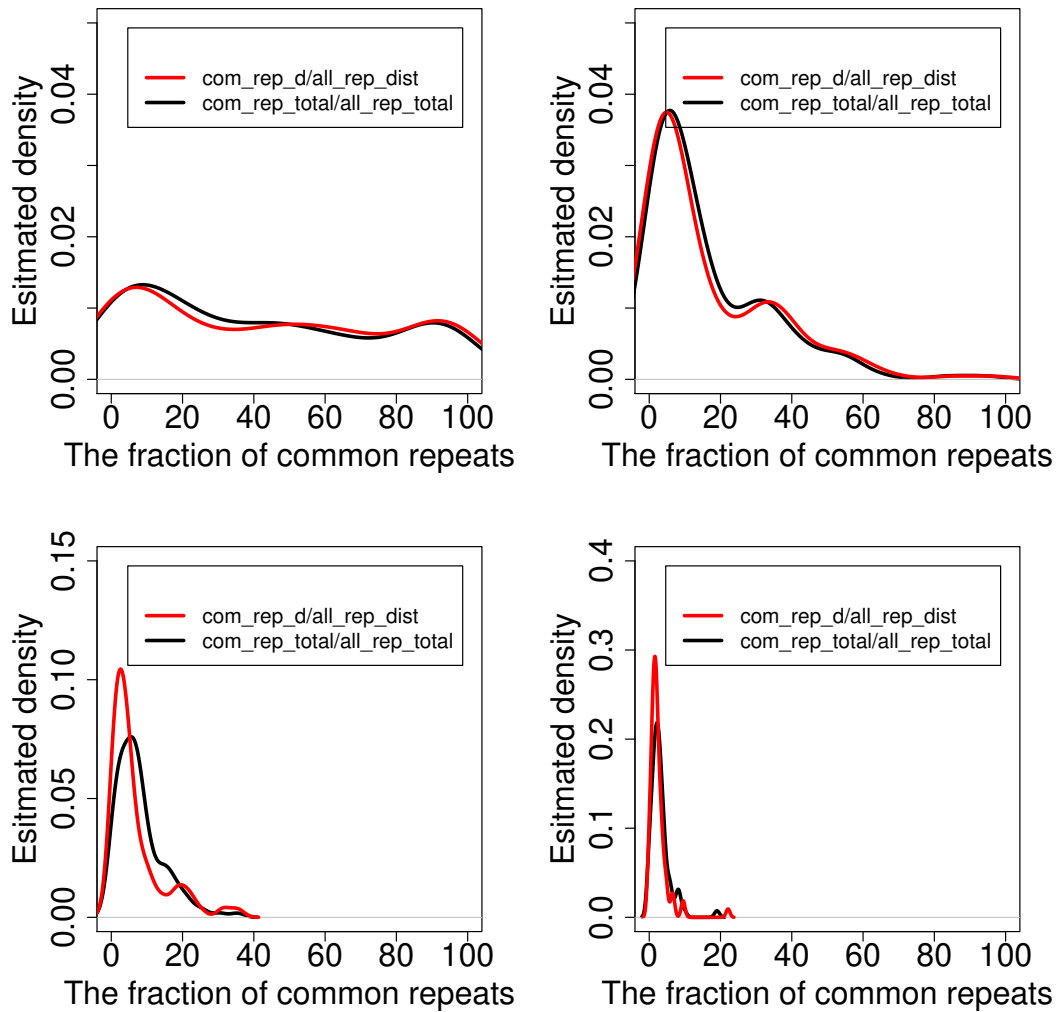 com_rep_d/all_rep_dist
com_rep_total/all_rep_total
Esitmated density
0.00 0.02 0.04
0 20 40 60 80 100
The fraction of common repeats
com_rep_d/all_rep_dist
com_rep_total/all_rep_total
Esitmated density
0.00 0.02 0.04
0 20 40 60 80 100
The fraction of common repeats
com_rep_d/all_rep_dist
com_rep_total/all_rep_total
Esitmated density
0.00 0.05 0.10 0.15
0 20 40 60 80 100
The fraction of common repeats
com_rep_d/all_rep_dist
com_rep_total/all_rep_total
Esitmated density
0.0 0.1 0.2 0.3 0.4
0 20 40 60 80 100
The fraction of common repeats